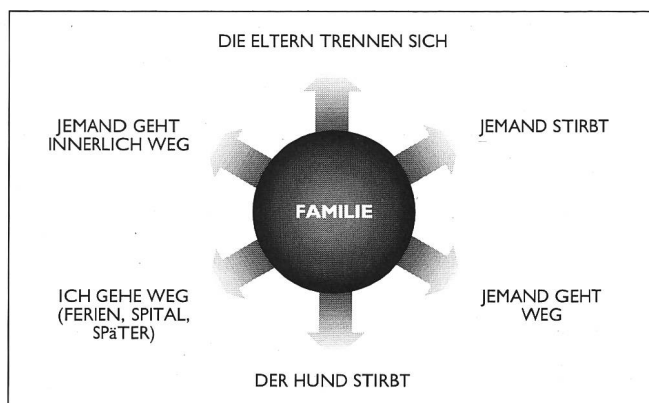 DIE ELTERN TRENNEN SICH
JEMAND GEHT
INNERLICH WEG
JEMAND STIRBT
FAMILIE
ICH GEHE WEG
(FERIEN, SPITAL,
SPäTER)
JEMAND GEHT
WEG
DER HUND STIRBT